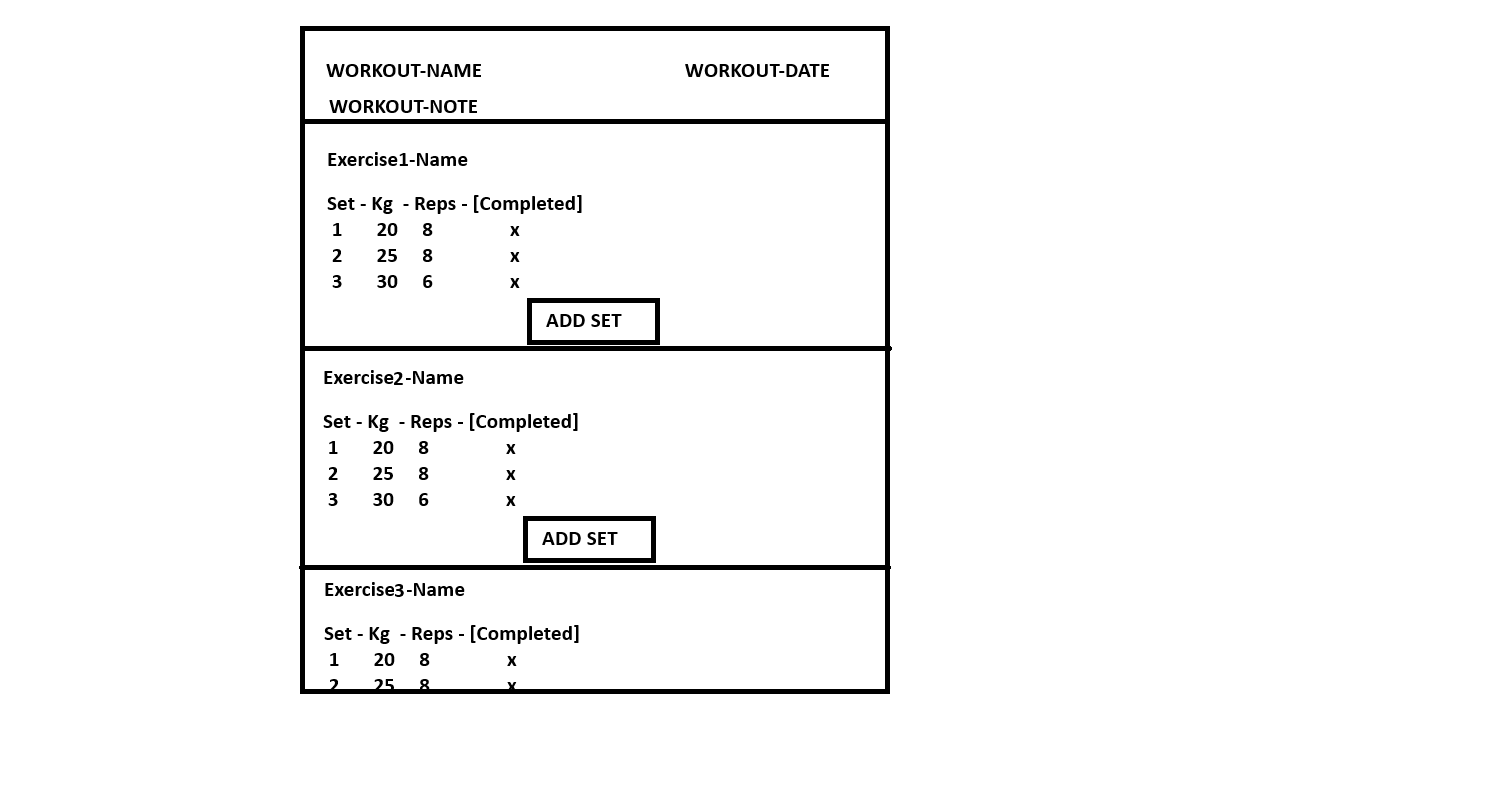 WORKOUT-NAME WORKOUT-DATE
WORKOUT-NOTE
Exercise1-Name
Set - Kg - Reps - [Completed]
1 20 8 x
2 25 8 x
3 30 6 x
ADD SET
Exercise2-Name
Set - Kg - Reps - [Completed]
1 20 8 x
2 25 8 x
3 30 6 x
ADD SET
Exercise3-Name
Set - Kg - Reps - [Completed]
1 20 8 x
2 25 8 x